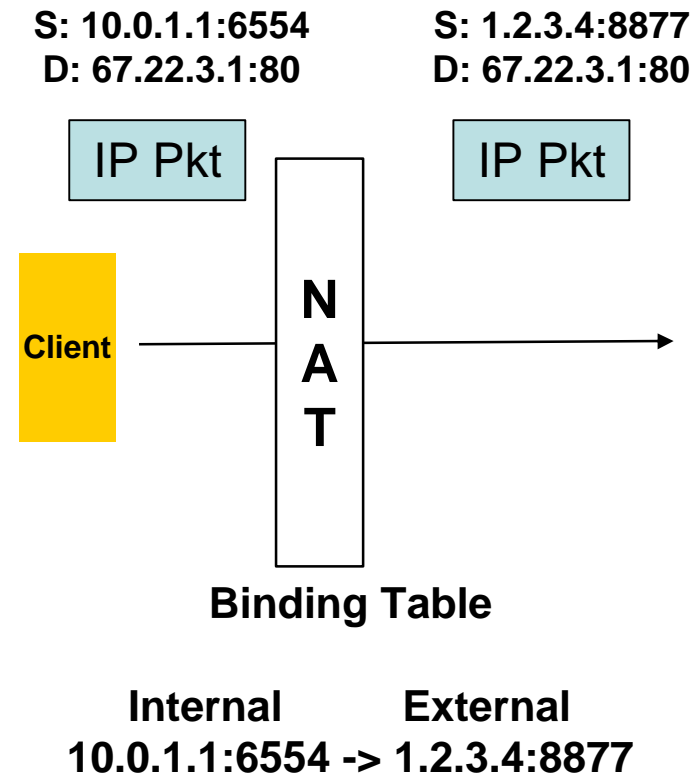 S: 10.0.1.1:6554
D: 67.22.3.1:80
S: 1.2.3.4:8877
D: 67.22.3.1:80
IP Pkt
IP Pkt
Client
N
A
T
Binding Table
Internal External
10.0.1.1:6554 -> 1.2.3.4:8877